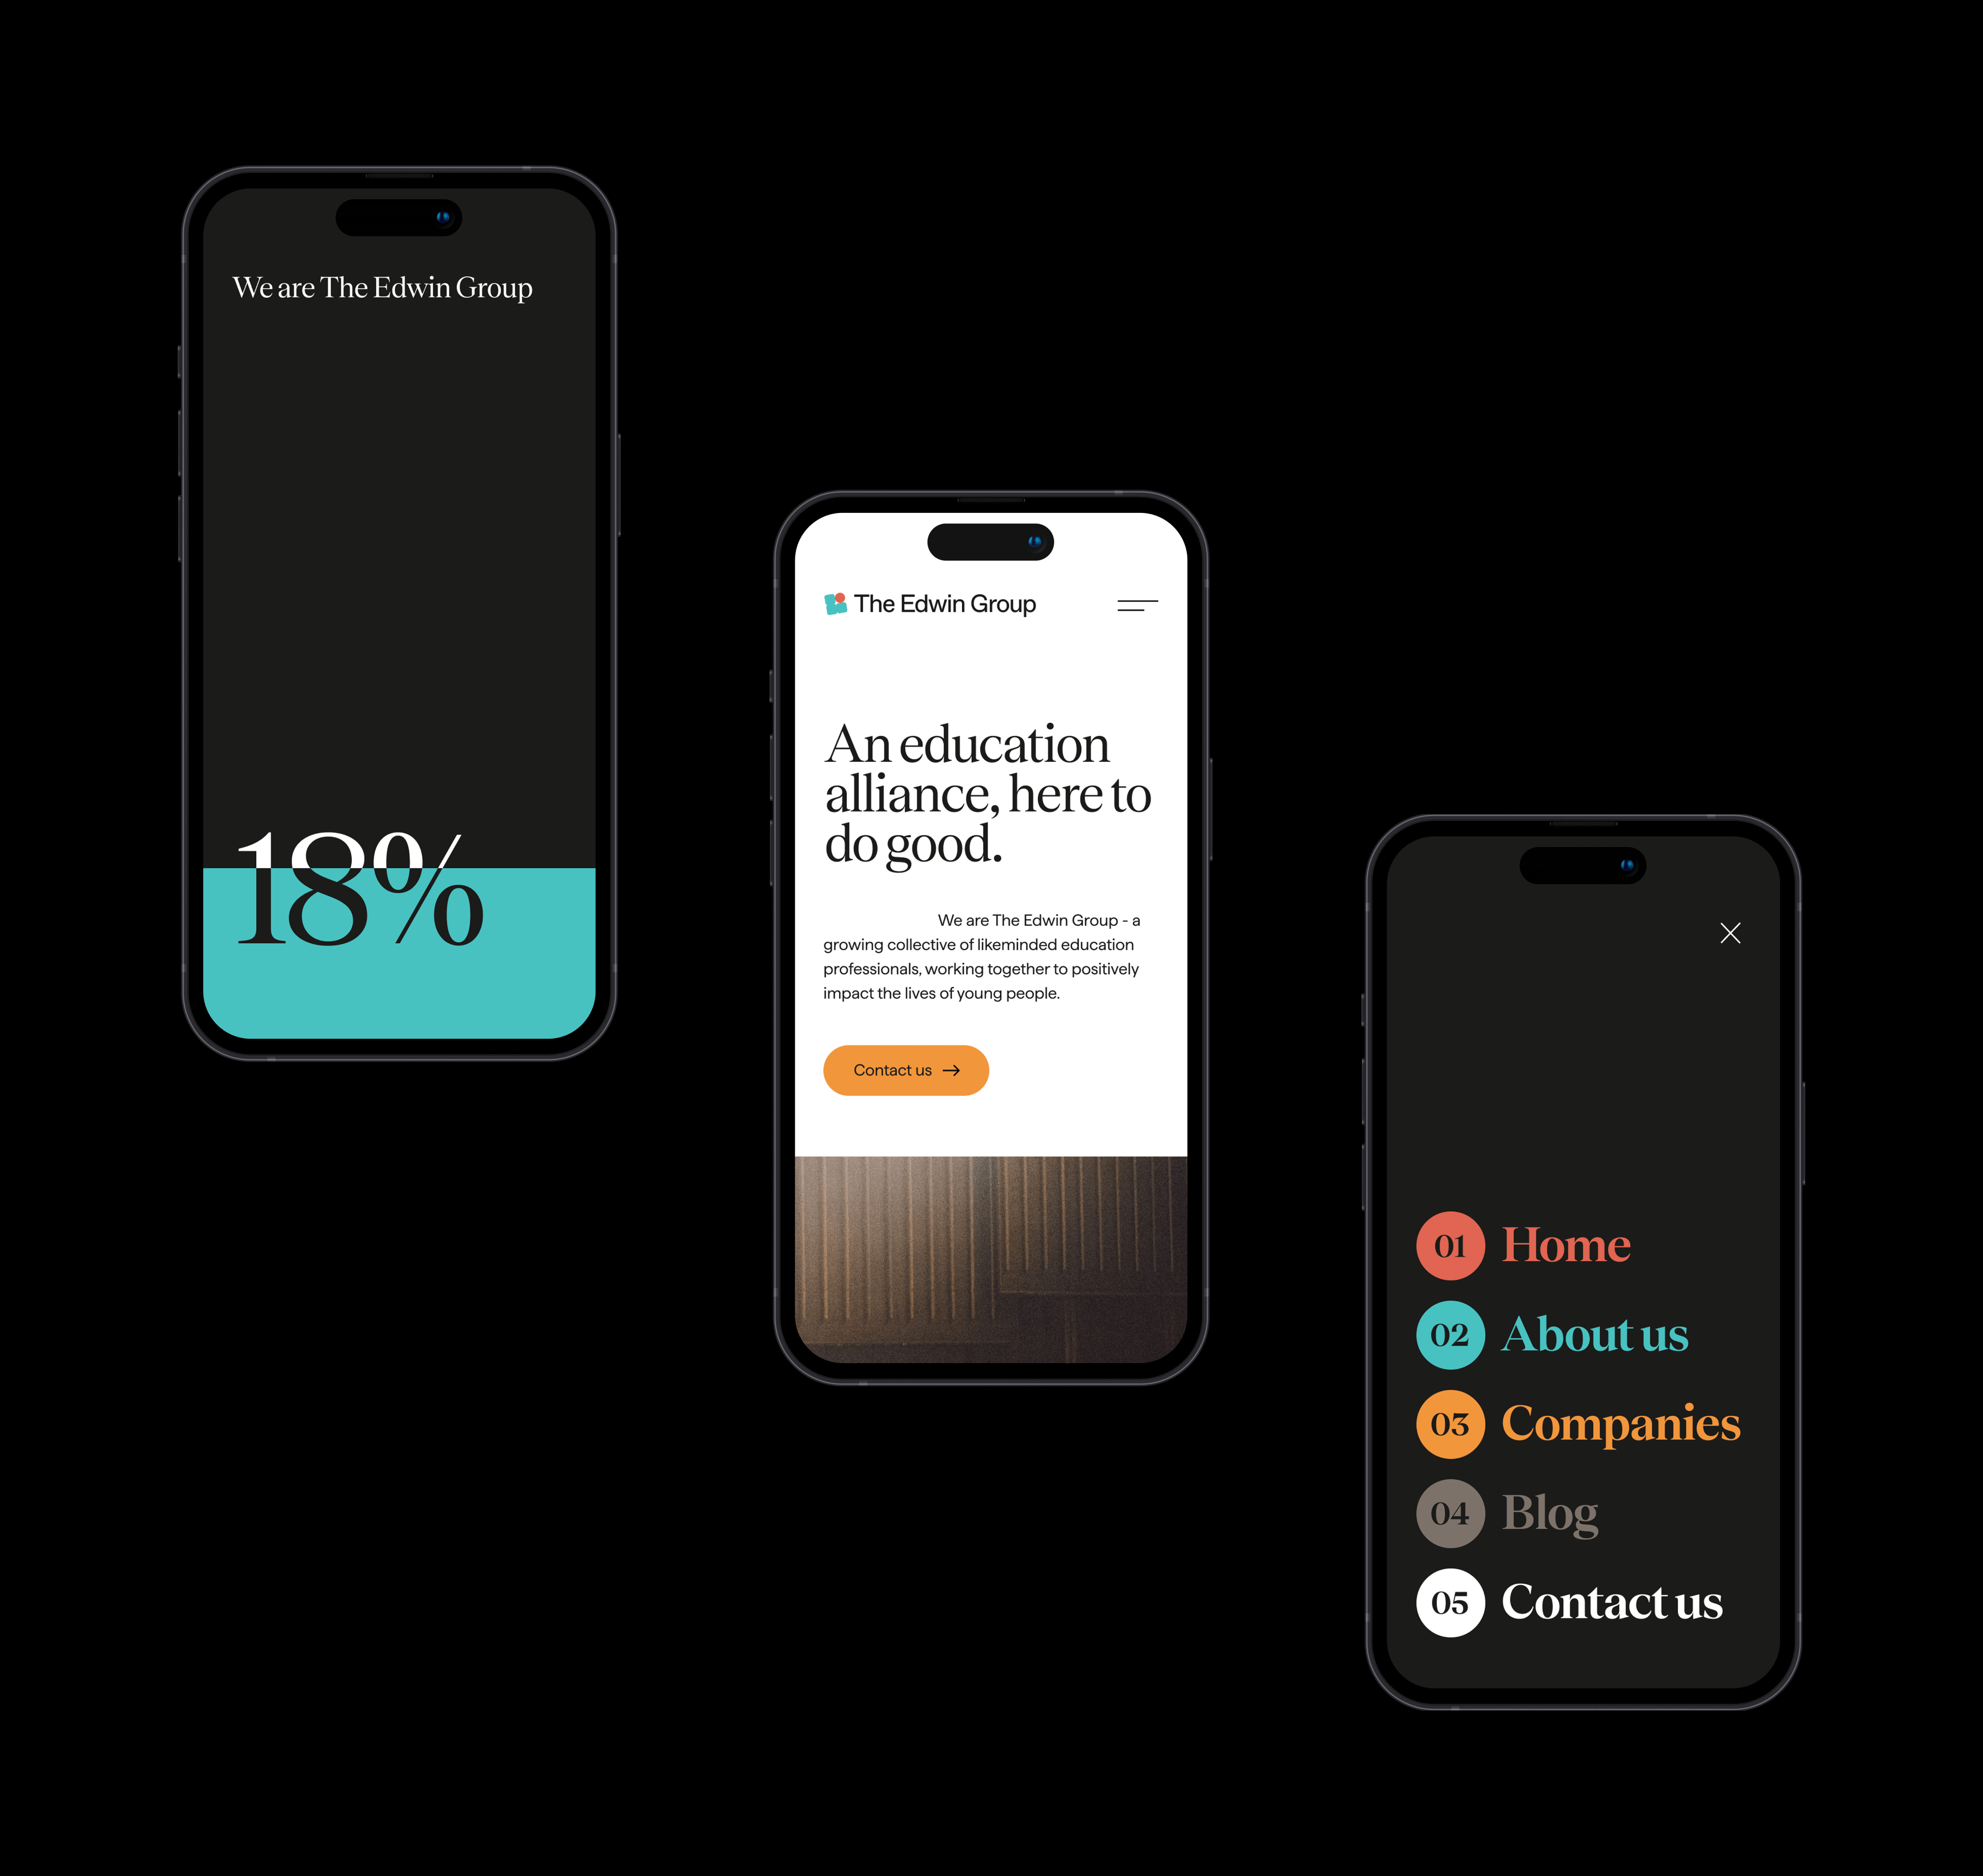 We are The Edwin Group
18%
The Edwin Group
An education
alliance, here to
do good.
We are The Edwin Group - a
growing collective of likeminded education
professionals, working together to positively
impact the lives of young people.
Contact us →
01 Home
02 About us
03 Companies
04 Blog
05 Contact us